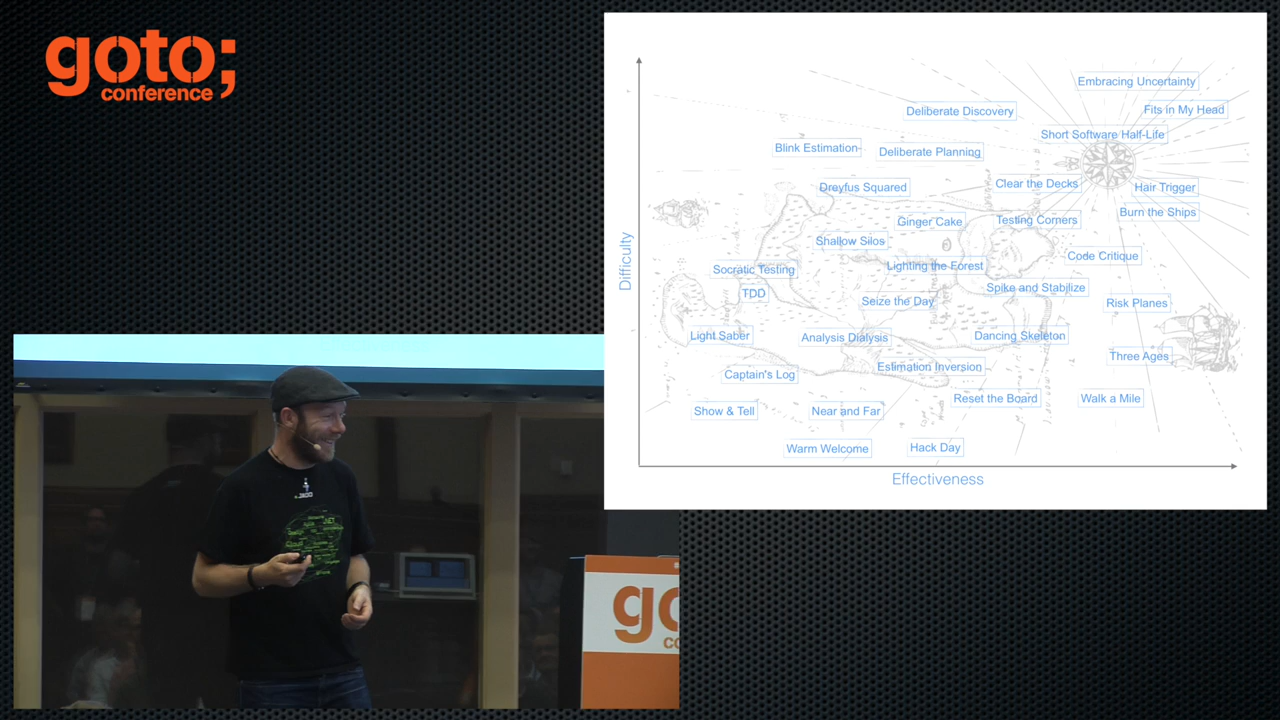 goto;
conference
Difficulty
Embracing Uncertainty
Deliberate Discovery
Fits in My Head
Short Software Half-Life
Blink Estimation
Deliberate Planning
Dreyfus Squared
Clear the Decks
Hair Trigger
Ginger Cake
Testing Corners
Burn the Ships
Shallow Silos
Code Critique
Socratic Testing
Lighting the Forest
TDD
Spike and Stabilize
Seize the Day
Risk Planes
Light Saber
Analysis Dialysis
Dancing Skeleton
Three Ages
Captain's Log
Estimation Inversion
Reset the Board
Walk a Mile
Show & Tell
Near and Far
Warm Welcome
Hack Day
Effectiveness
go